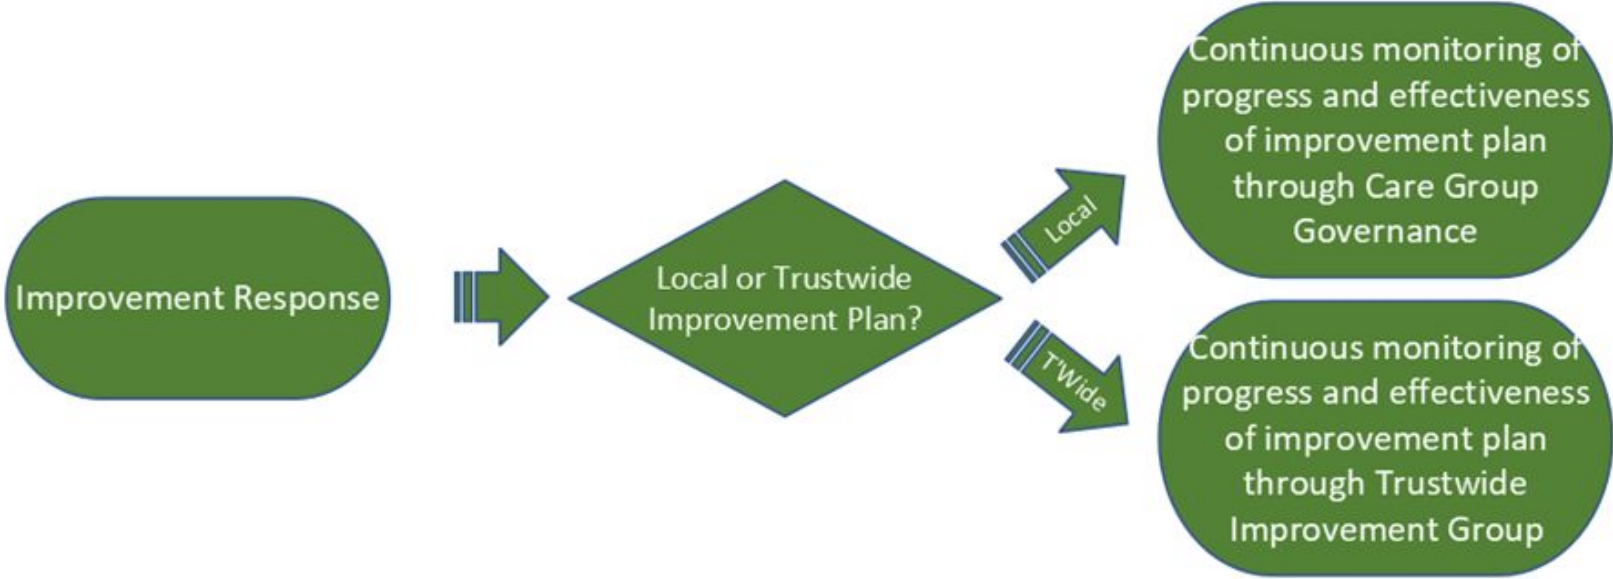 Improvement Response
Local or Trustwide
Improvement Plan?
Local
T'Wide
Continuous monitoring of
progress and effectiveness
of improvement plan
through Care Group
Governance
Continuous monitoring of
progress and effectiveness
of improvement plan
through Trustwide
Improvement Group